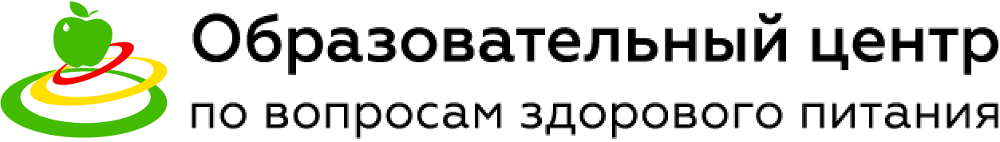 Образовательный центр
по вопросам здорового питания